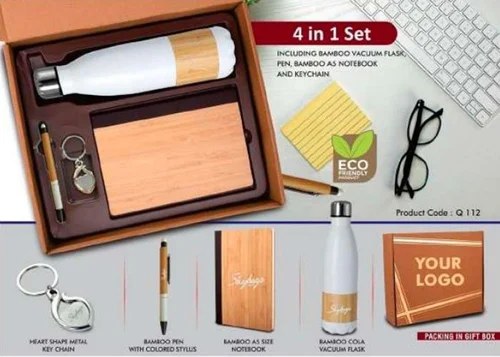 4 in 1 Set
INCLUDING BAMBOO VACUUM FLASK,
PEN, BAMBOO A5 NOTEBOOK
AND KEYCHAIN
ECO
FRIENDLY
PRODUCT
Product Code : Q 112
YOUR
LOGO
HEART SHAPE METAL
KEY CHAIN
BAMBOO PEN
WITH COLORED STYLUS
BAMBOO A5 SIZE
NOTEBOOK
BAMBOO COLA
VACUUM FLASK
PACKING IN GIFT BOX